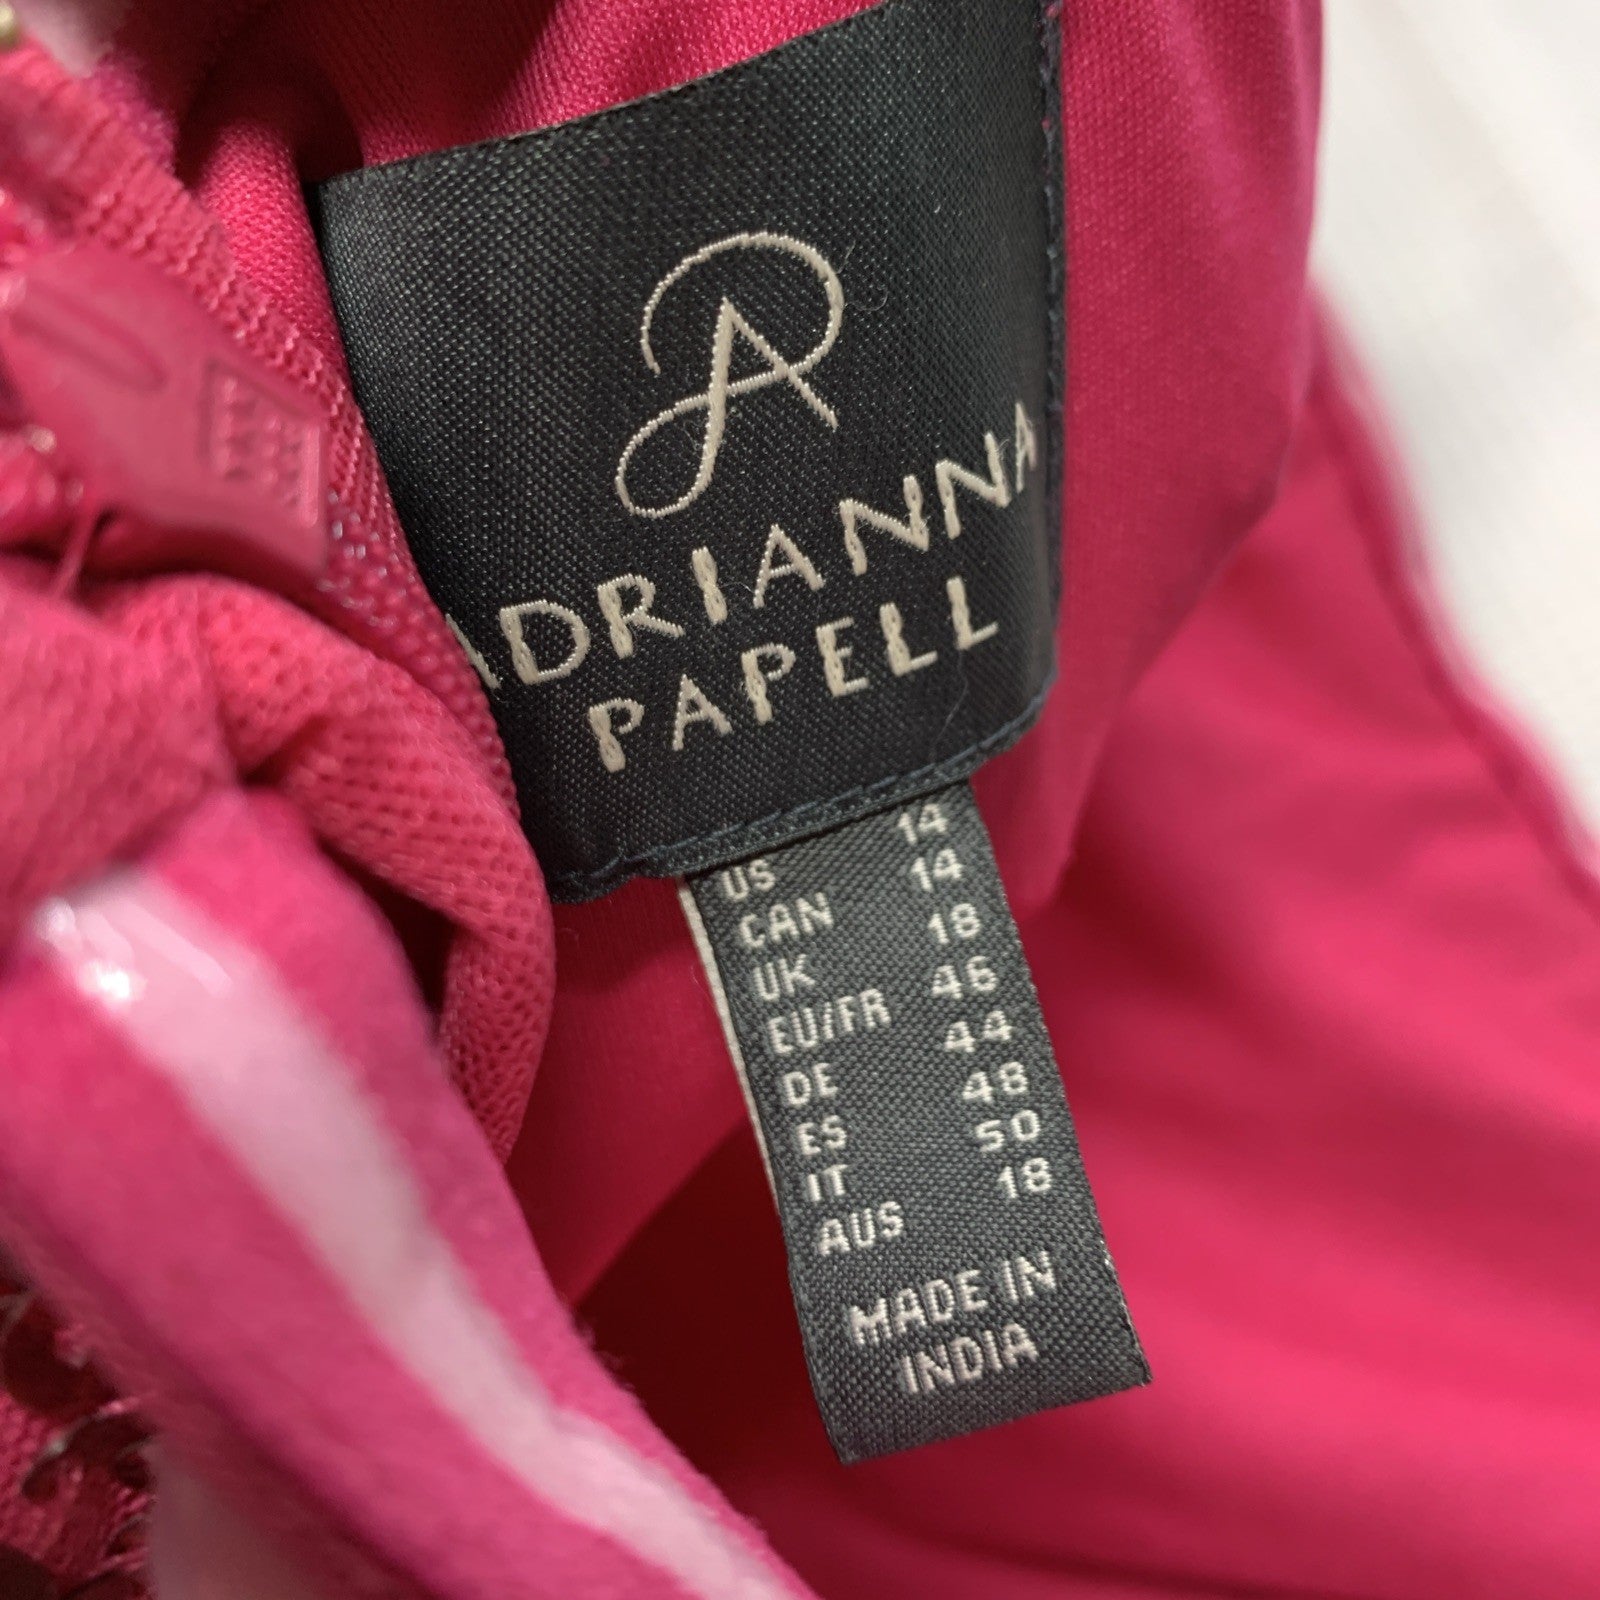 ADRIANNA
PAPELL
US 14
CAN 14
UK 18
EU/FR 46
DE 44
ES 48
IT 50
AUS 18
MADE IN
INDIA